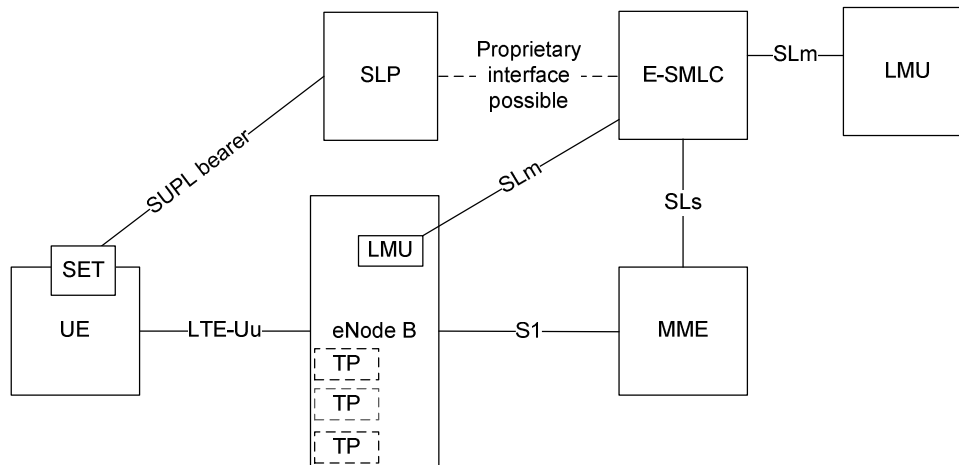 SLP
Proprietary
interface
possible
E-SMLC
SLm
LMU
SUPL bearer
SLm
SLs
LMU
SET
UE
LTE-Uu
eNode B
S1
MME
TP
TP
TP